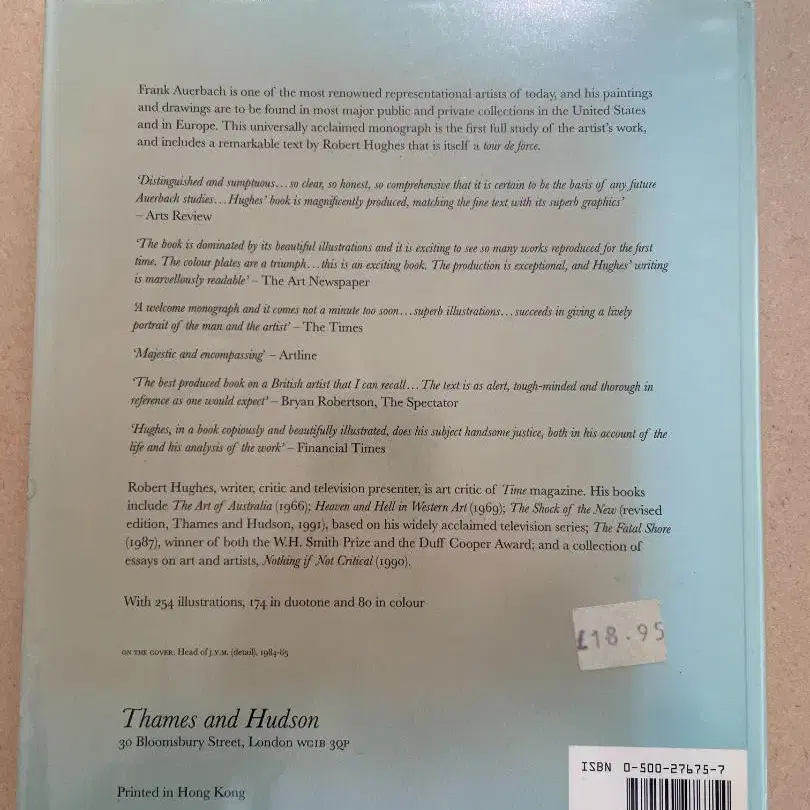 Frank Auerbach is one of the most renowned representational artists of today, and his paintings
and drawings are to be found in most major public and private collections in the United States
and in Europe. This universally acclaimed monograph is the first full study of the artist's work,
and includes a remarkable text by Robert Hughes that is itself a tour de force.
'Distinguished and sumptuous... so clear, so honest, so comprehensive that it is certain to be the basis of any future
Auerbach studies... Hughes' book is magnificently produced, matching the fine text with its superb graphics'
– Arts Review
'The book is dominated by its beautiful illustrations and it is exciting to see so many works reproduced for the first
time. The colour plates are a triumph... this is an exciting book. The production is exceptional, and Hughes' writing
is marvellously readable' – The Art Newspaper
'A welcome monograph and it comes not a minute too soon... superb illustrations... succeeds in giving a lively
portrait of the man and the artist' – The Times
'Majestic and encompassing' – Artline
'The best produced book on a British artist that I can recall... The text is as alert, tough-minded and thorough in
reference as one would expect' – Bryan Robertson, The Spectator
'Hughes, in a book copiously and beautifully illustrated, does his subject handsome justice, both in his account of the
life and his analysis of the work' – Financial Times
Robert Hughes, writer, critic and television presenter, is art critic of Time magazine. His books
include The Art of Australia (1966); Heaven and Hell in Western Art (1969); The Shock of the New (revised
edition, Thames and Hudson, 1991), based on his widely acclaimed television series; The Fatal Shore
(1987), winner of both the W.H. Smith Prize and the Duff Cooper Award; and a collection of
essays on art and artists, Nothing if Not Critical (1990).
With 254 illustrations, 174 in duotone and 80 in colour
£18.95
ON THE COVER: Head of J.Y.M. (detail), 1984-85
Thames and Hudson
30 Bloomsbury Street, London WC1B 3QP
ISBN 0-500-27675-7
Printed in Hong Kong